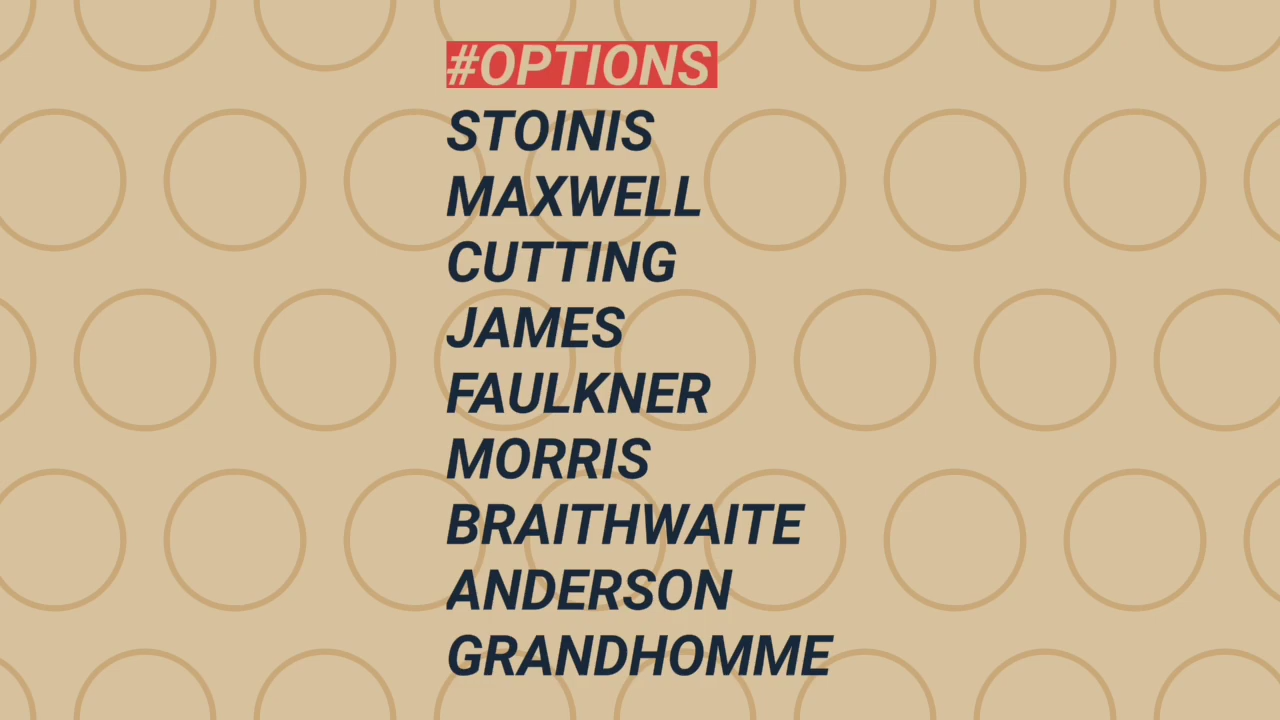 #OPTIONS
STOINIS
MAXWELL
CUTTING
JAMES
FAULKNER
MORRIS
BRAITHWAITE
ANDERSON
GRANDHOMME